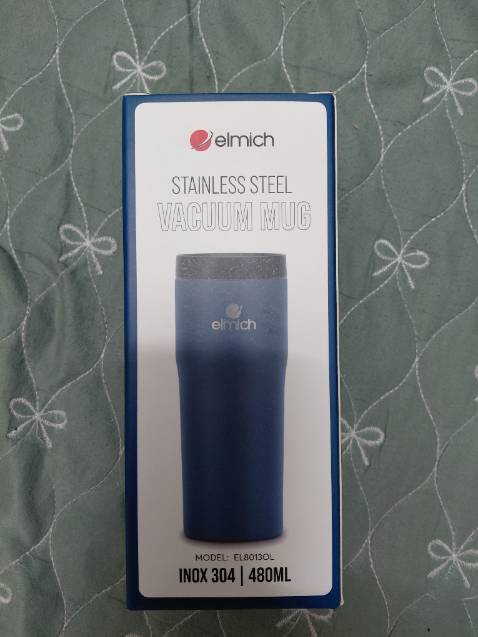 elmich
STAINLESS STEEL
VACUUM MUG
elmich
MODEL: EL8013OL
INOX 304 | 480ML